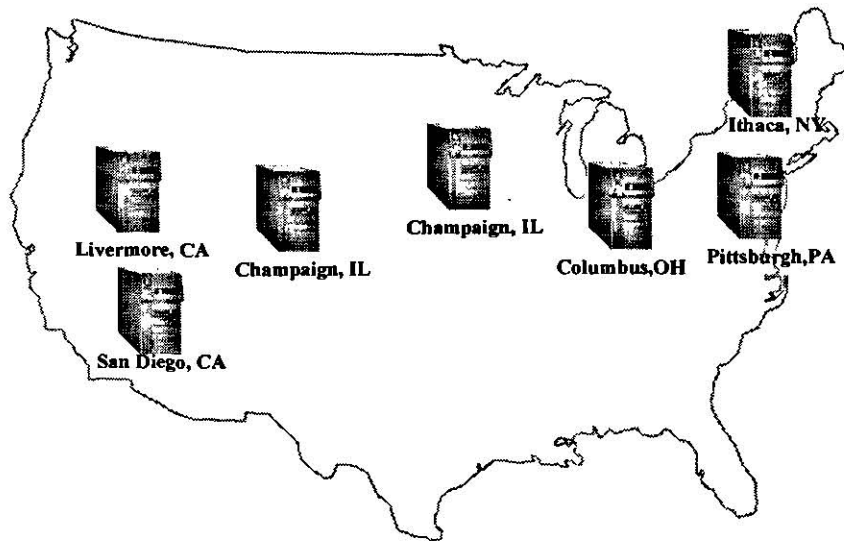 Ithaca, NY
Livermore, CA
Champaign, IL
Champaign, IL
Columbus,OH
Pittsburgh,PA
San Diego, CA